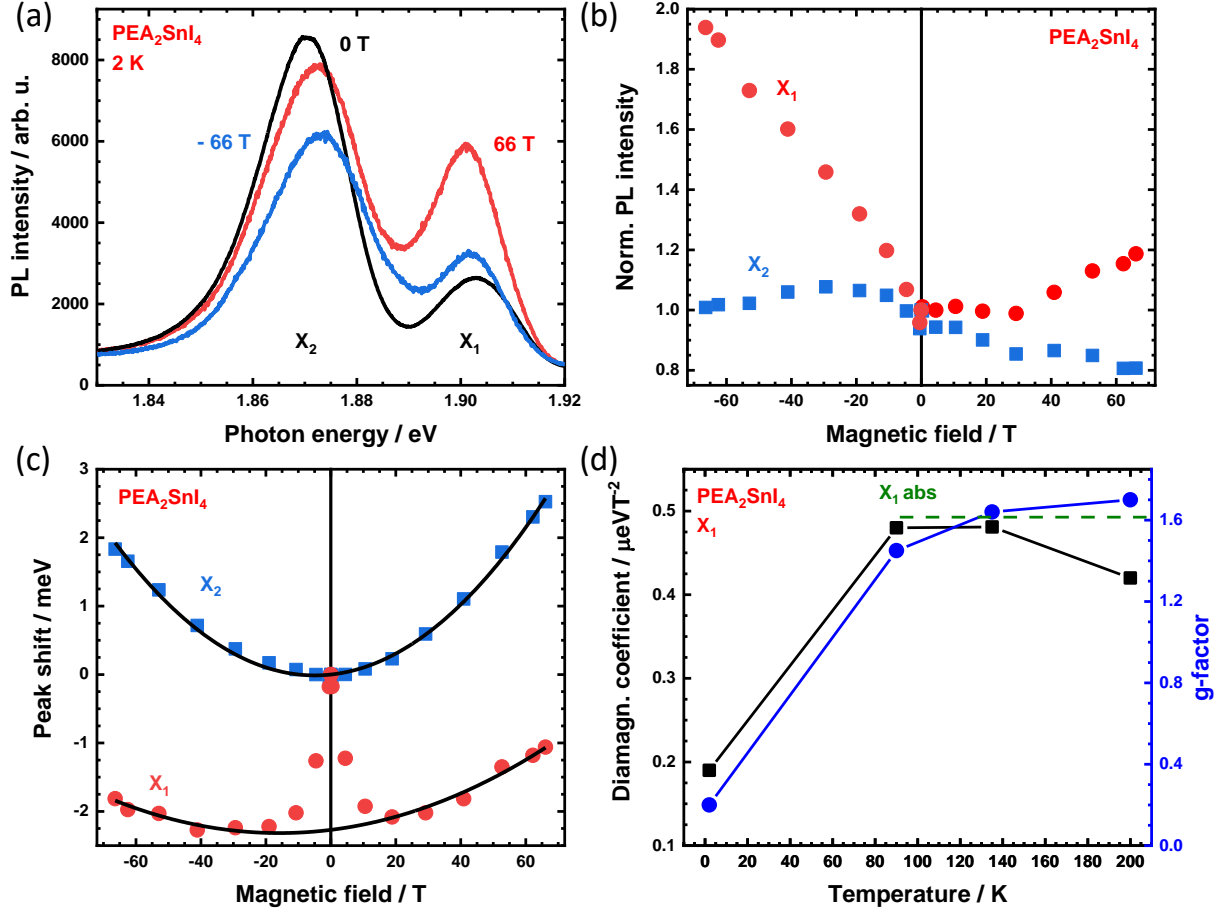 (a)
PEA₂SnI₄
2 K
0 T
- 66 T
66 T
X₂
X₁
8000
6000
4000
2000
0
1.84
1.86
1.88
1.90
1.92
PL intensity / arb. u.
Photon energy / eV
(b)
PEA₂SnI₄
X₁
X₂
2.0
1.8
1.6
1.4
1.2
1.0
0.8
-60
-40
-20
0
20
40
60
Norm. PL intensity
Magnetic field / T
(c)
PEA₂SnI₄
X₂
X₁
3
2
1
0
-1
-2
-60
-40
-20
0
20
40
60
Peak shift / meV
Magnetic field / T
(d)
PEA₂SnI₄
X₁
X₁ abs
0.5
0.4
0.3
0.2
0.1
1.6
1.2
0.8
0.4
0.0
0
20
40
60
80
100
120
140
160
180
200
Diamagn. coefficient / µeVT⁻²
g-factor
Temperature / K